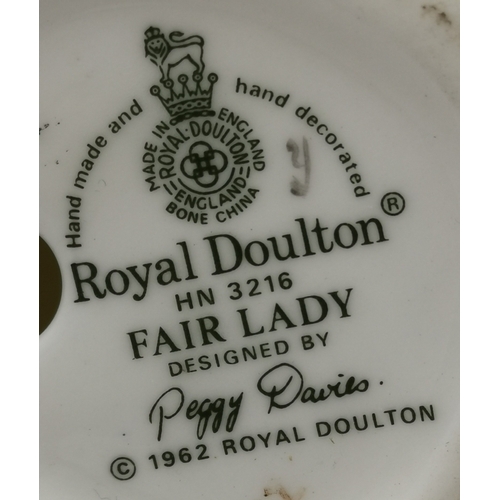 Hand made and hand decorated
MADE IN ENGLAND
ROYAL·DOULTON
ENGLAND
BONE CHINA
y
Royal Doulton®
HN 3216
FAIR LADY
DESIGNED BY
Peggy Davies.
© 1962 ROYAL DOULTON